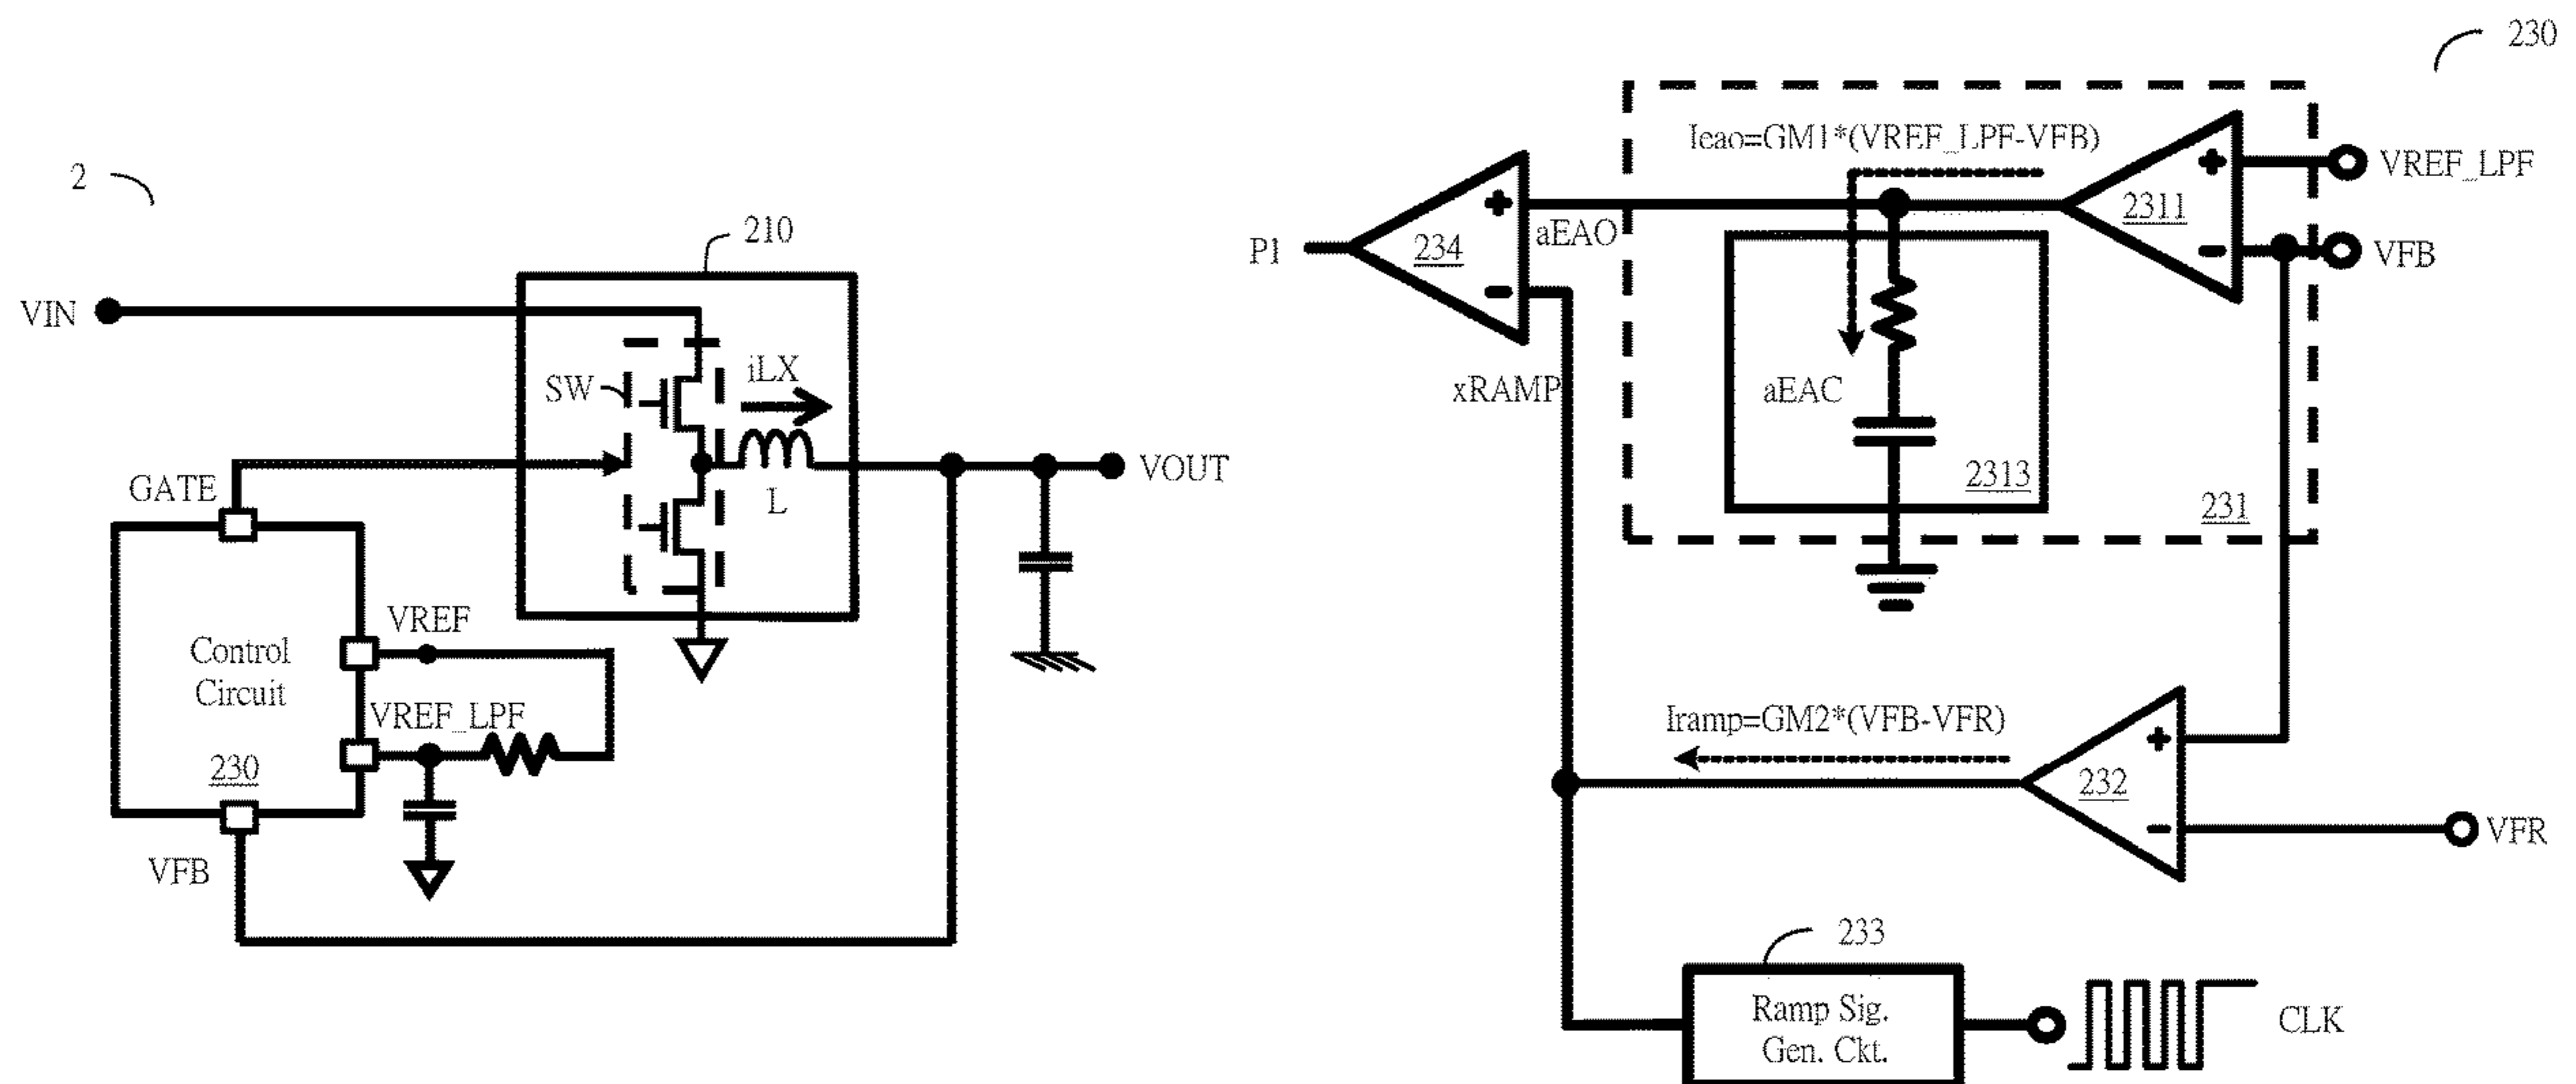 2
210
VIN
SW
iLX
L
GATE
VOUT
VREF
Control
Circuit
VREF_LPF
230
VFB
230
Ieao=GM1*(VREF_LPF-VFB)
+
VREF_LPF
2311
-
VFB
+
P1
234
aEAO
-
xRAMP
aEAC
2313
231
Iramp=GM2*(VFB-VFR)
+
232
-
VFR
233
Ramp Sig.
Gen. Ckt.
CLK